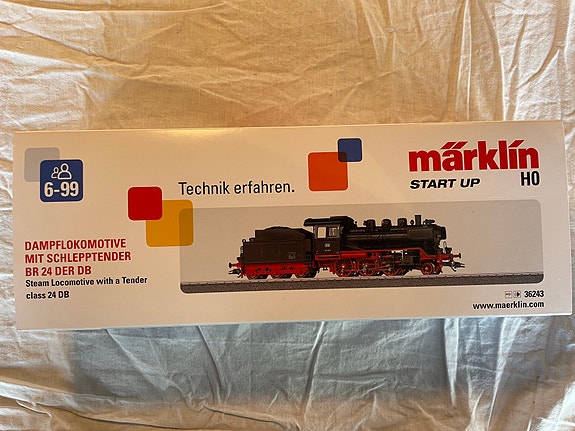 6-99
Technik erfahren.
märklin
START UP H0
DAMPFLOKOMOTIVE
MIT SCHLEPPTENDER
BR 24 DER DB
Steam Locomotive with a Tender
class 24 DB
36243
www.maerklin.com